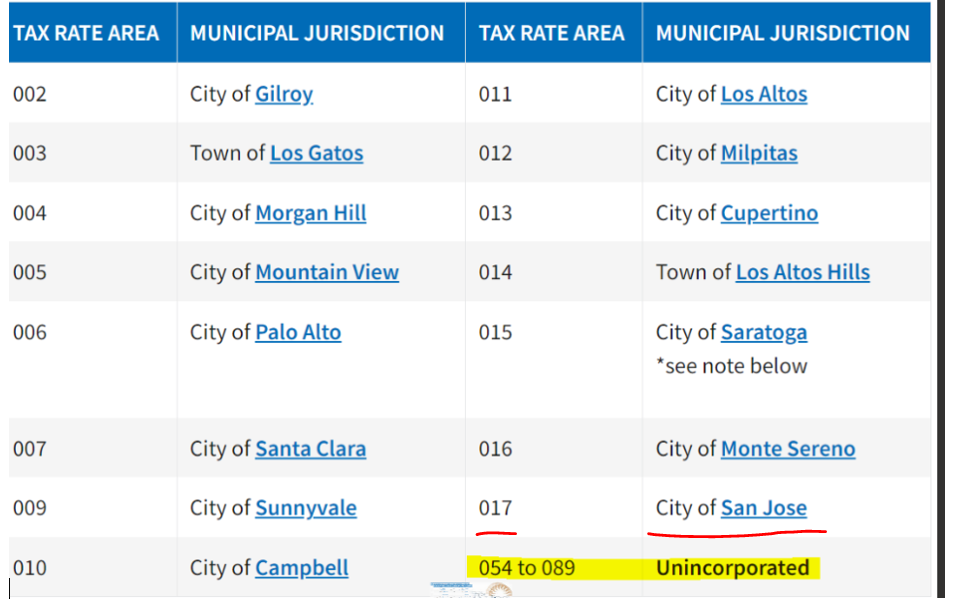 TAX RATE AREA MUNICIPAL JURISDICTION TAX RATE AREA MUNICIPAL JURISDICTION
002 City of Gilroy 011 City of Los Altos
003 Town of Los Gatos 012 City of Milpitas
004 City of Morgan Hill 013 City of Cupertino
005 City of Mountain View 014 Town of Los Altos Hills
006 City of Palo Alto 015 City of Saratoga
*see note below
007 City of Santa Clara 016 City of Monte Sereno
009 City of Sunnyvale 017 City of San Jose
010 City of Campbell 054 to 089 Unincorporated